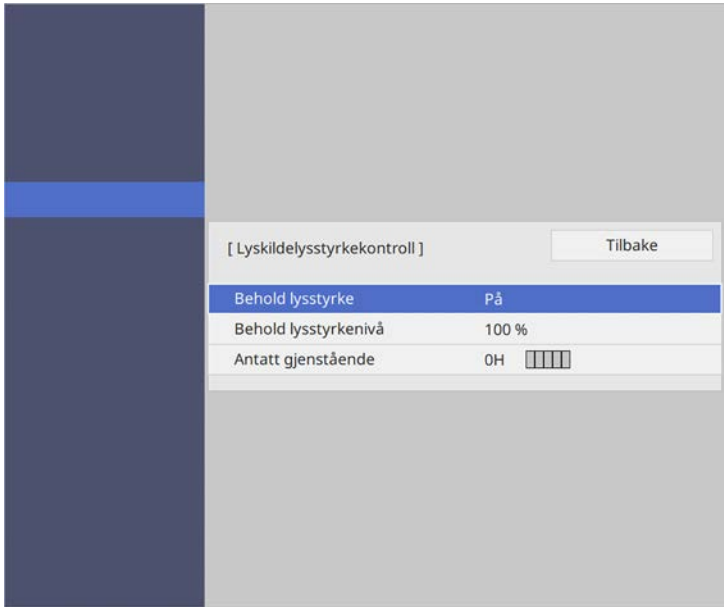 [ Lyskildelysstyrkekontroll ] Tilbake
Behold lysstyrke På
Behold lysstyrkenivå 100 %
Antatt gjenstående 0H